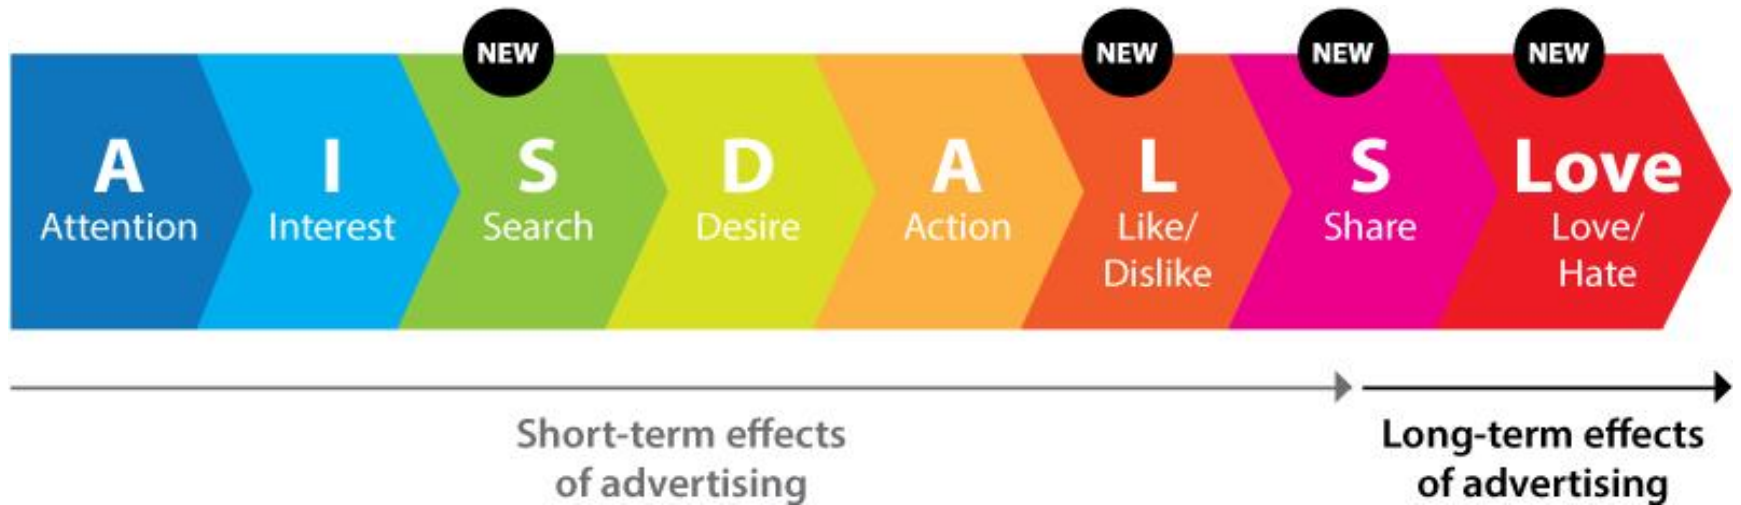 NEW NEW NEW NEW
A I S D A L S Love
Attention Interest Search Desire Action Like/ Share Love/
Dislike Hate
Short-term effects Long-term effects
of advertising of advertising